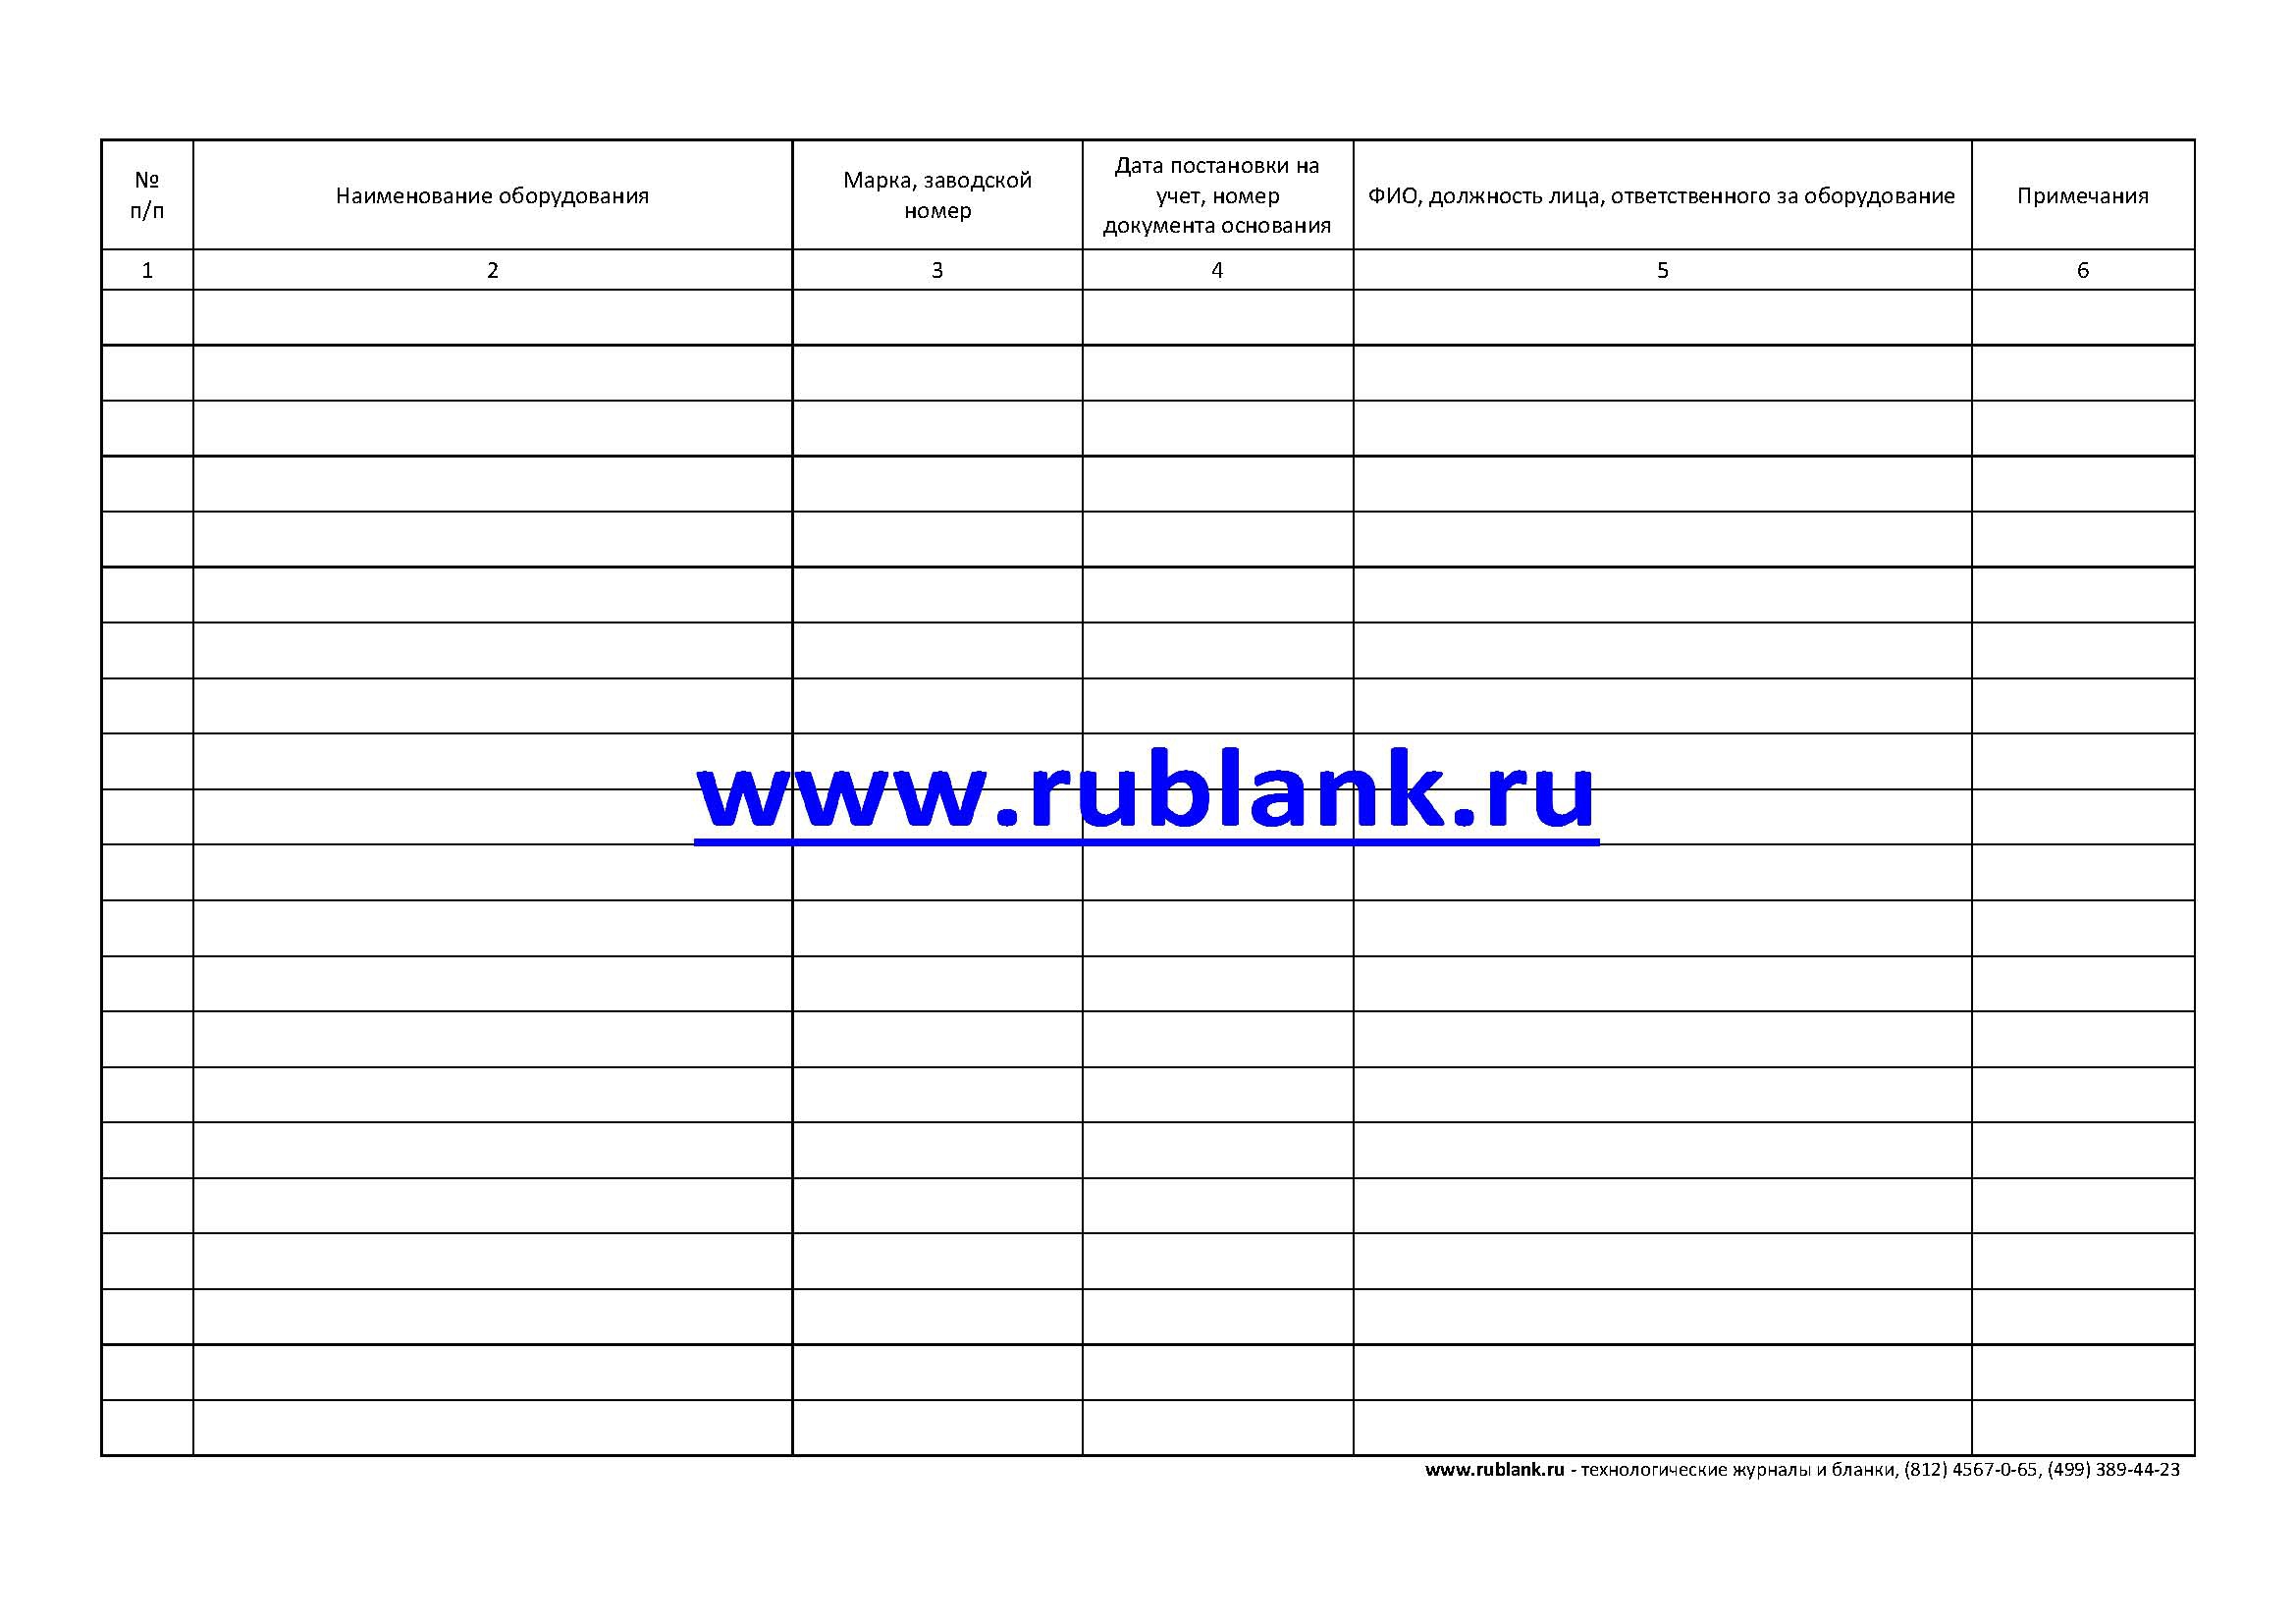 №
п/п
Наименование оборудования
Марка, заводской
номер
Дата постановки на
учет, номер
документа основания
ФИО, должность лица, ответственного за оборудование
Примечания
1 2 3 4 5 6
www.rublank.ru
www.rublank.ru - технологические журналы и бланки, (812) 4567-0-65, (499) 389-44-23